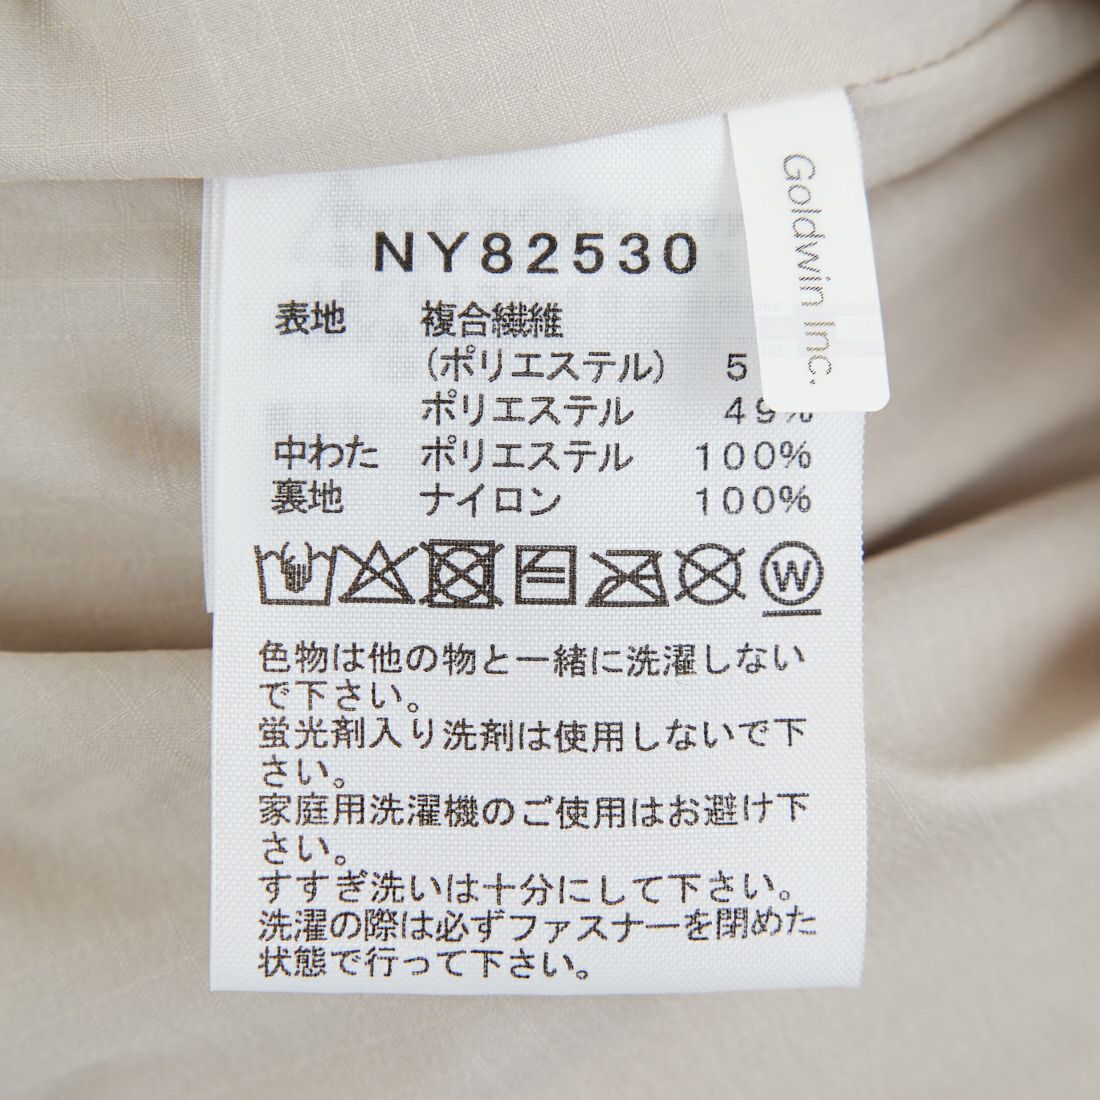 NY82530
Goldwin Inc.
表地 複合繊維
(ポリエステル) 5
ポリエステル 49%
中わた ポリエステル 100%
裏地 ナイロン 100%
W
色物は他の物と一緒に洗濯しない
で下さい。
蛍光剤入り洗剤は使用しないで下
さい。
家庭用洗濯機のご使用はお避け下
さい。
すすぎ洗いは十分にして下さい。
洗濯の際は必ずファスナーを閉めた
状態で行って下さい。